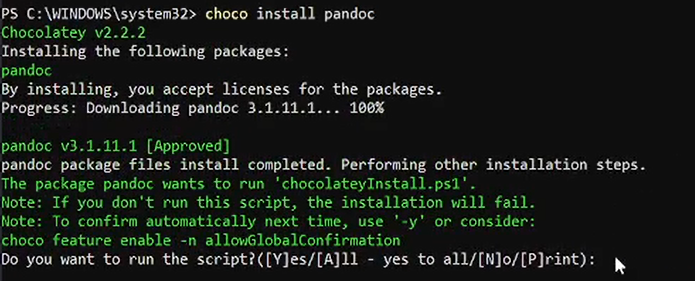 PS C:\WINDOWS\system32> choco install pandoc
Chocolatey v2.2.2
Installing the following packages:
pandoc
By installing, you accept licenses for the packages.
Progress: Downloading pandoc 3.1.11.1... 100%
pandoc v3.1.11.1 [Approved]
pandoc package files install completed. Performing other installation steps.
The package pandoc wants to run 'chocolateyInstall.ps1'.
Note: If you don't run this script, the installation will fail.
Note: To confirm automatically next time, use '-y' or consider:
choco feature enable -n allowGlobalConfirmation
Do you want to run the script?([Y]es/[A]ll - yes to all/[N]o/[P]rint):